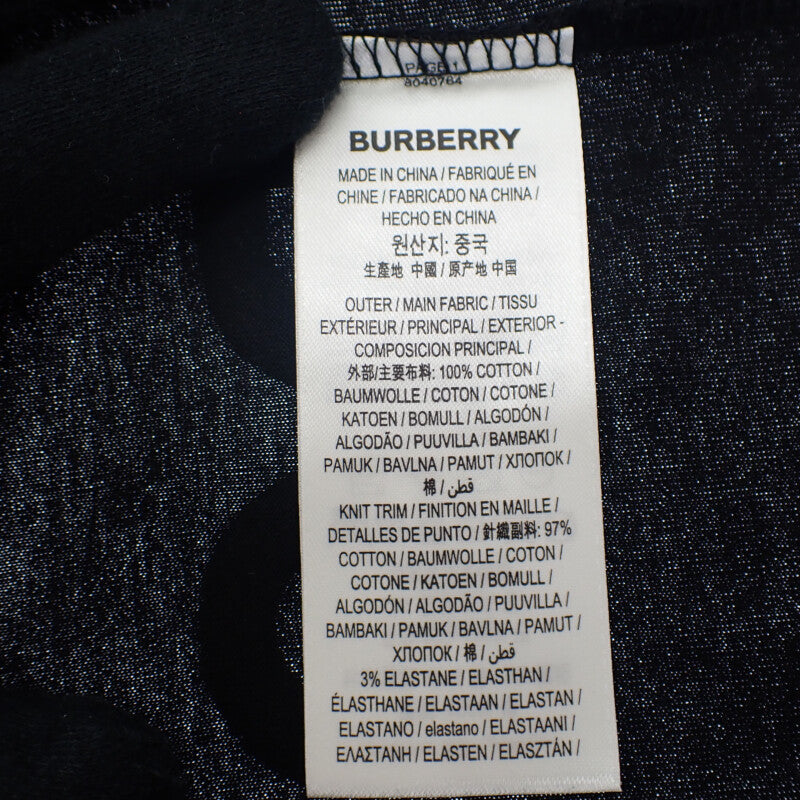 PAGE 1
8040764
BURBERRY
MADE IN CHINA / FABRIQUÉ EN
CHINE / FABRICADO NA CHINA /
HECHO EN CHINA
원산지: 중국
生產地 中國 / 原产地 中国
OUTER / MAIN FABRIC / TISSU
EXTÉRIEUR / PRINCIPAL / EXTERIOR -
COMPOSICION PRINCIPAL /
外部/主要布料: 100% COTTON /
BAUMWOLLE / COTON / COTONE /
KATOEN / BOMULL / ALGODÓN /
ALGODÃO / PUUVILLA / BAMBAKI /
PAMUK / BAVLNA / PAMUT / ХЛОПОК /
棉 / قطن
KNIT TRIM / FINITION EN MAILLE /
DETALLES DE PUNTO / 針織副料: 97%
COTTON / BAUMWOLLE / COTON /
COTONE / KATOEN / BOMULL /
ALGODÓN / ALGODÃO / PUUVILLA /
BAMBAKI / PAMUK / BAVLNA / PAMUT /
ХЛОПОК / 棉 / قطن
3% ELASTANE / ELASTHAN /
ÉLASTHANE / ELASTAAN / ELASTAN /
ELASTANO / elastano / ELASTAANI /
ΕΛΑΣΤΑΝΗ / ELASTEN / ELASZTÁN /